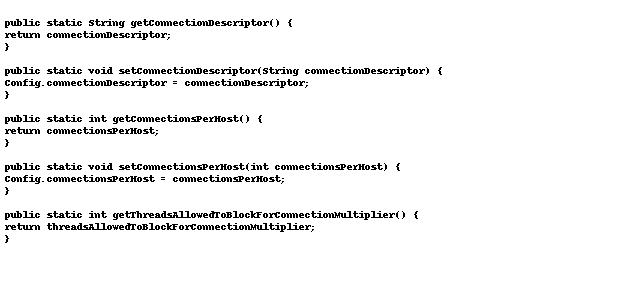 public static String getConnectionDescriptor() {
return connectionDescriptor;
}
public static void setConnectionDescriptor(String connectionDescriptor) {
Config.connectionDescriptor = connectionDescriptor;
}
public static int getConnectionsPerHost() {
return connectionsPerHost;
}
public static void setConnectionsPerHost(int connectionsPerHost) {
Config.connectionsPerHost = connectionsPerHost;
}
public static int getThreadsAllowedToBlockForConnectionMultiplier() {
return threadsAllowedToBlockForConnectionMultiplier;
}